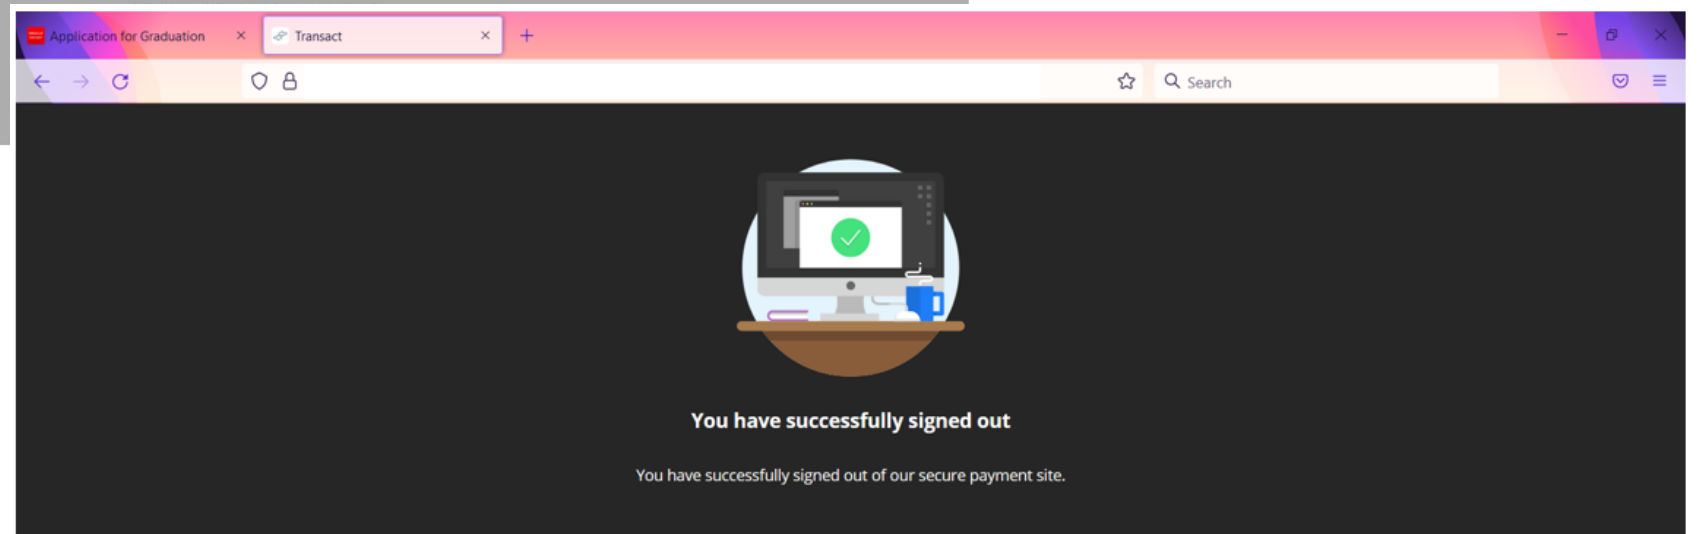 Application for Graduation
Transact
Search
You have successfully signed out
You have successfully signed out of our secure payment site.